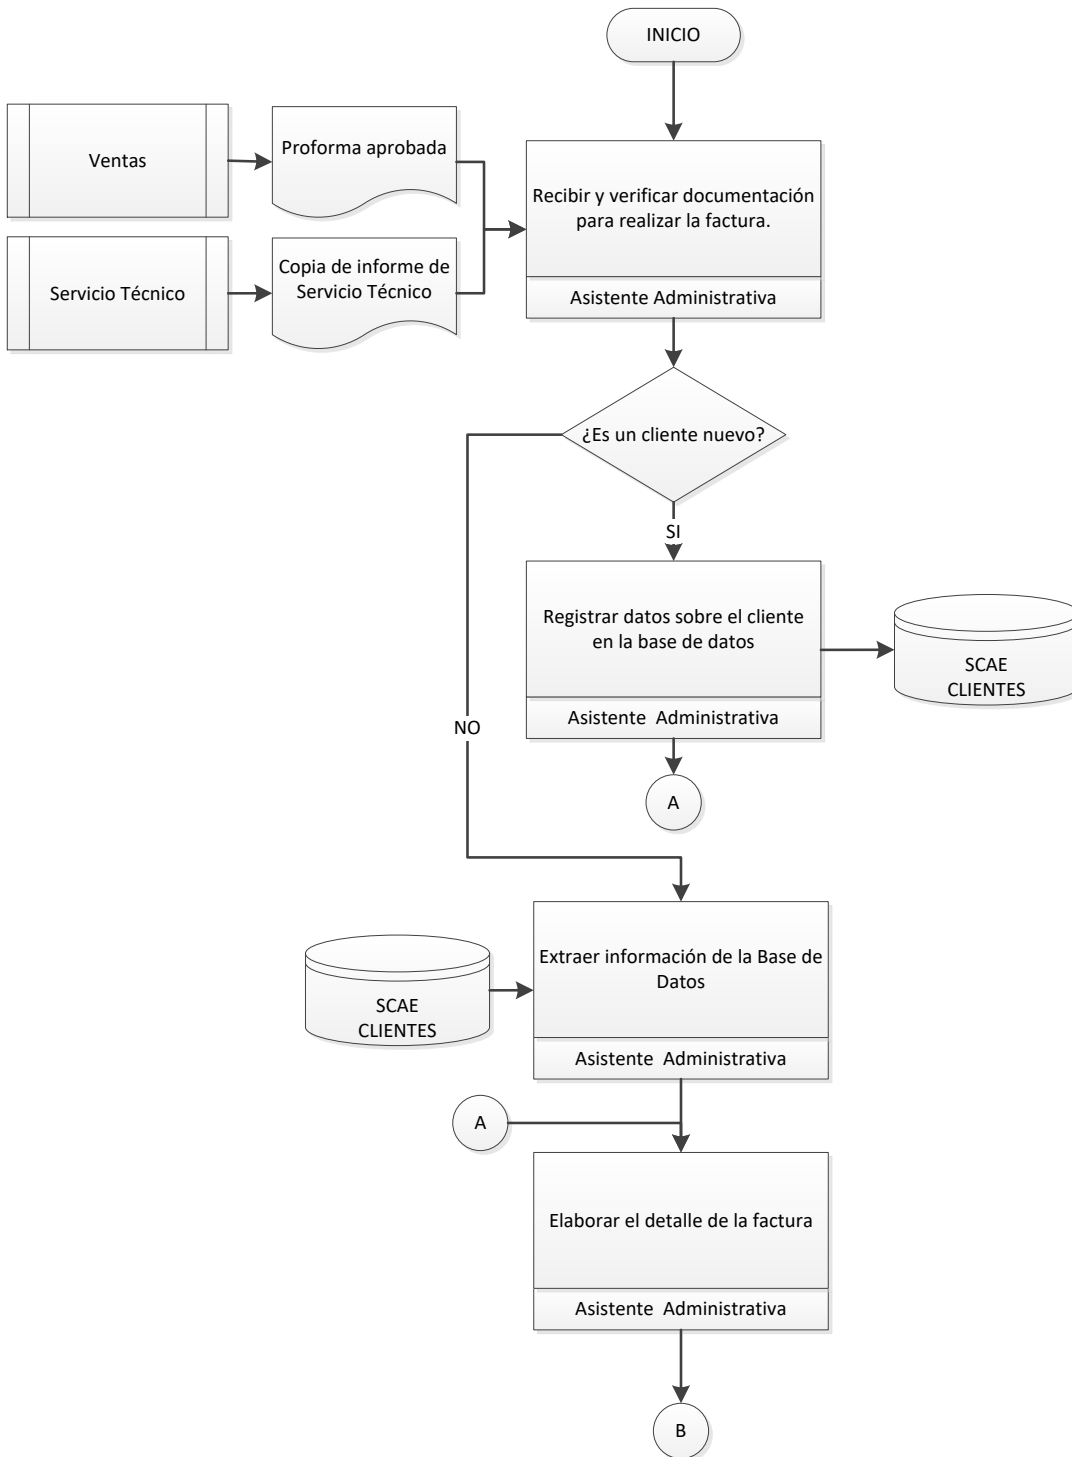 INICIO
Ventas
Proforma aprobada
Recibir y verificar documentación
para realizar la factura.
Asistente Administrativa
Servicio Técnico
Copia de informe de
Servicio Técnico
¿Es un cliente nuevo?
SI
Registrar datos sobre el cliente
en la base de datos
Asistente  Administrativa
SCAE
CLIENTES
NO
A
Extraer información de la Base de
Datos
Asistente  Administrativa
SCAE
CLIENTES
A
Elaborar el detalle de la factura
Asistente  Administrativa
B